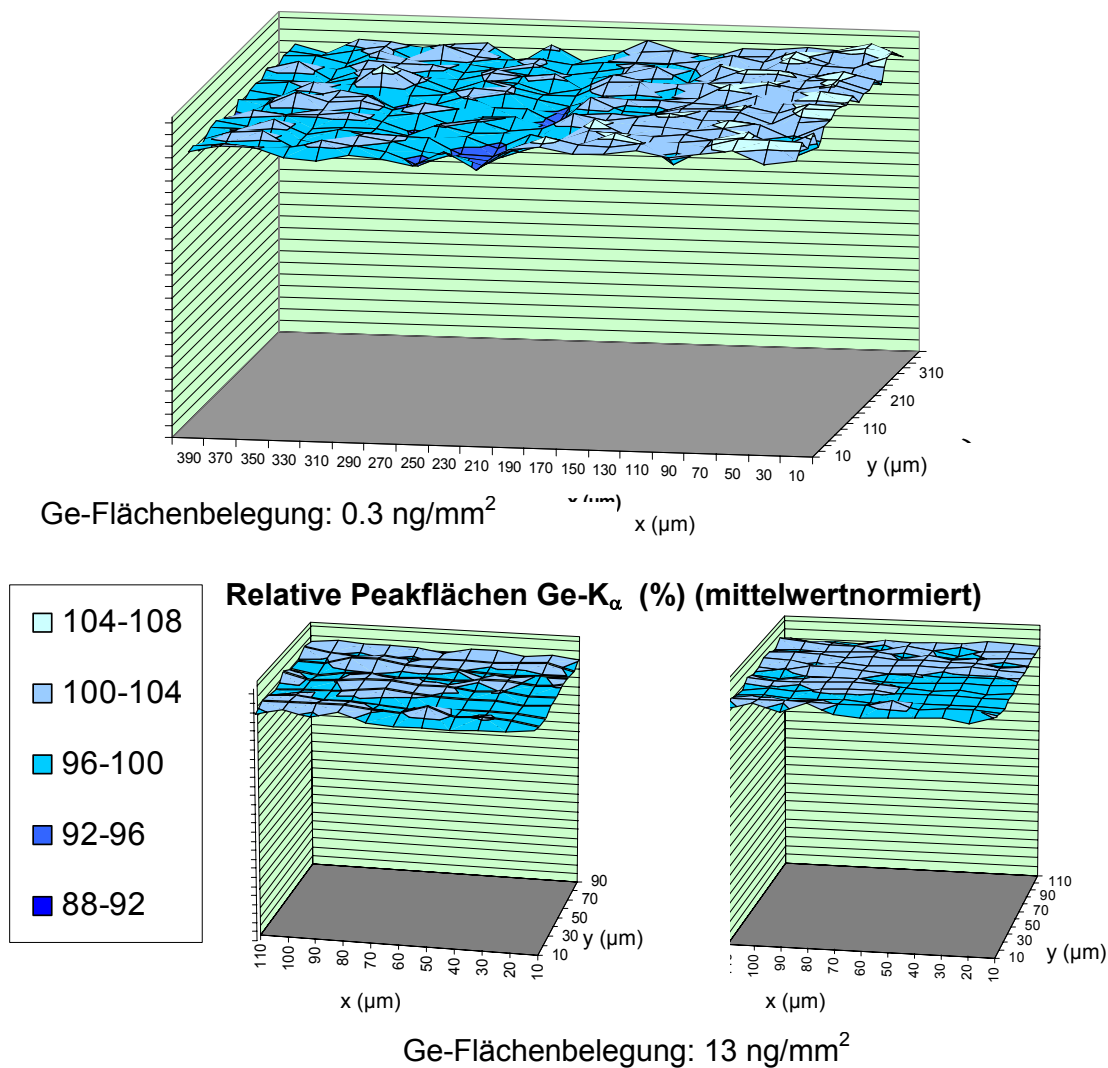 310
210
110
10
y (µm)
390 370 350 330 310 290 270 250 230 210 190 170 150 130 110 90 70 50 30 10
x (µm)
x (µm)
Ge-Flächenbelegung: 0.3 ng/mm²
Relative Peakflächen Ge-Kα (%) (mittelwertnormiert)
104-108
100-104
96-100
92-96
88-92
90
70
50
30
10
y (µm)
110 100 90 80 70 60 50 40 30 20 10
x (µm)
110
90
70
50
30
10
y (µm)
100 90 80 70 60 50 40 30 20 10
x (µm)
Ge-Flächenbelegung: 13 ng/mm²